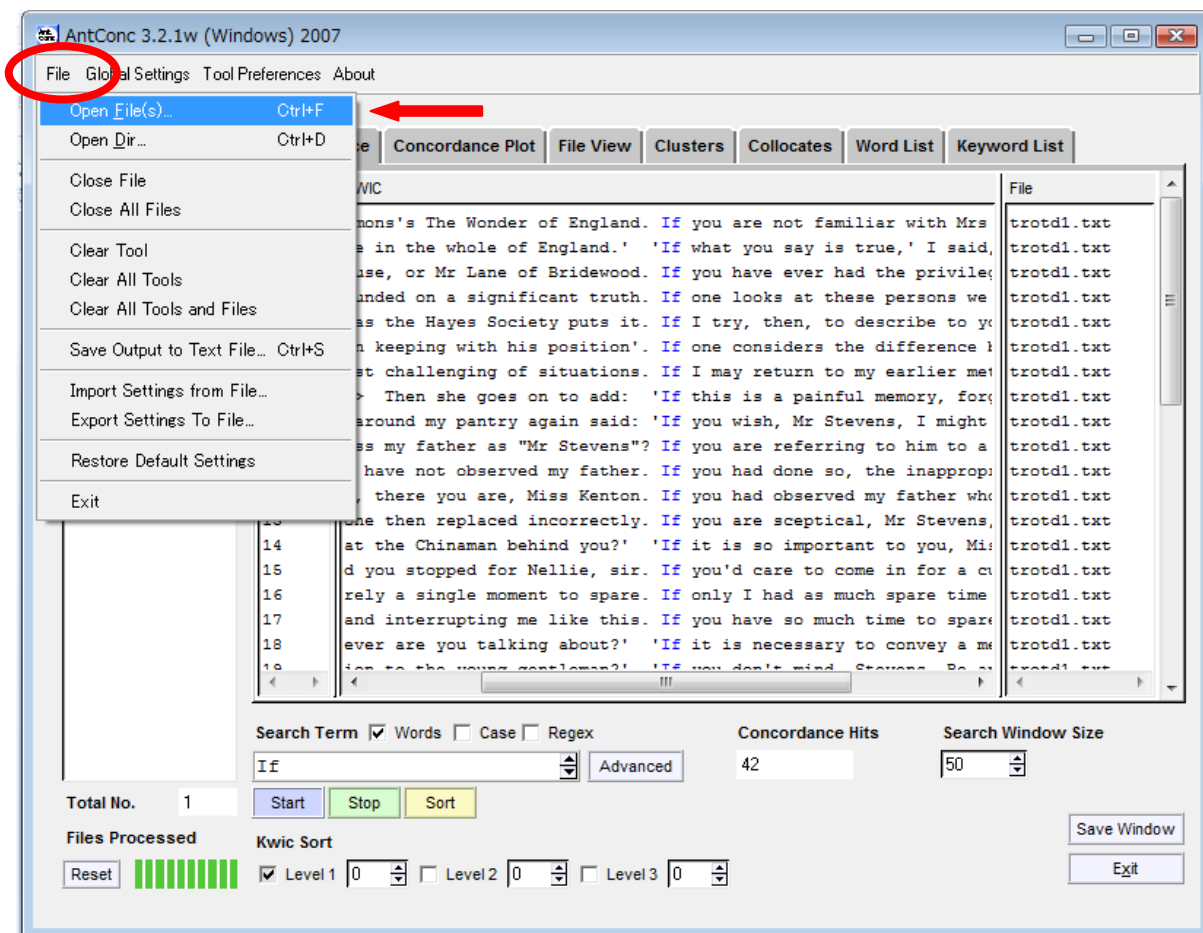 AntConc 3.2.1w (Windows) 2007
File Global Settings Tool Preferences About
Open File(s)... Ctrl+F
Open Dir... Ctrl+D
Close File
Close All Files
Clear Tool
Clear All Tools
Clear All Tools and Files
Save Output to Text File... Ctrl+S
Import Settings from File...
Export Settings To File...
Restore Default Settings
Exit
Concordance Plot File View Clusters Collocates Word List Keyword List
File
The Wonder of England. If you are not familiar with Mrs trotd1.txt
in the whole of England.' 'If what you say is true,' I said, trotd1.txt
or Mr Lane of Bridewood. If you have ever had the trotd1.txt
on a significant truth. If one looks at these persons we trotd1.txt
as the Hayes Society puts it. If I try, then, to describe to trotd1.txt
keeping with his position'. If one considers the difference trotd1.txt
challenging of situations. If I may return to my earlier trotd1.txt
Then she goes on to add: 'If this is a painful memory, trotd1.txt
around my pantry again said: 'If you wish, Mr Stevens, I might trotd1.txt
my father as "Mr Stevens"? If you are referring to him to a trotd1.txt
have not observed my father. If you had done so, the trotd1.txt
, there you are, Miss Kenton. If you had observed my father trotd1.txt
then replaced incorrectly. If you are sceptical, Mr Stevens, trotd1.txt
14 at the Chinaman behind you?' 'If it is so important to you, trotd1.txt
15 d you stopped for Nellie, sir. If you'd care to come in for a trotd1.txt
16 rely a single moment to spare. If only I had as much spare time trotd1.txt
17 and interrupting me like this. If you have so much time to spare trotd1.txt
18 ever are you talking about?' 'If it is necessary to convey a trotd1.txt
Search Term Words Case Regex Concordance Hits Search Window Size
If Advanced 42 50
Total No. 1 Start Stop Sort
Files Processed Kwic Sort Save Window
Reset Level 1 0 Level 2 0 Level 3 0 Exit